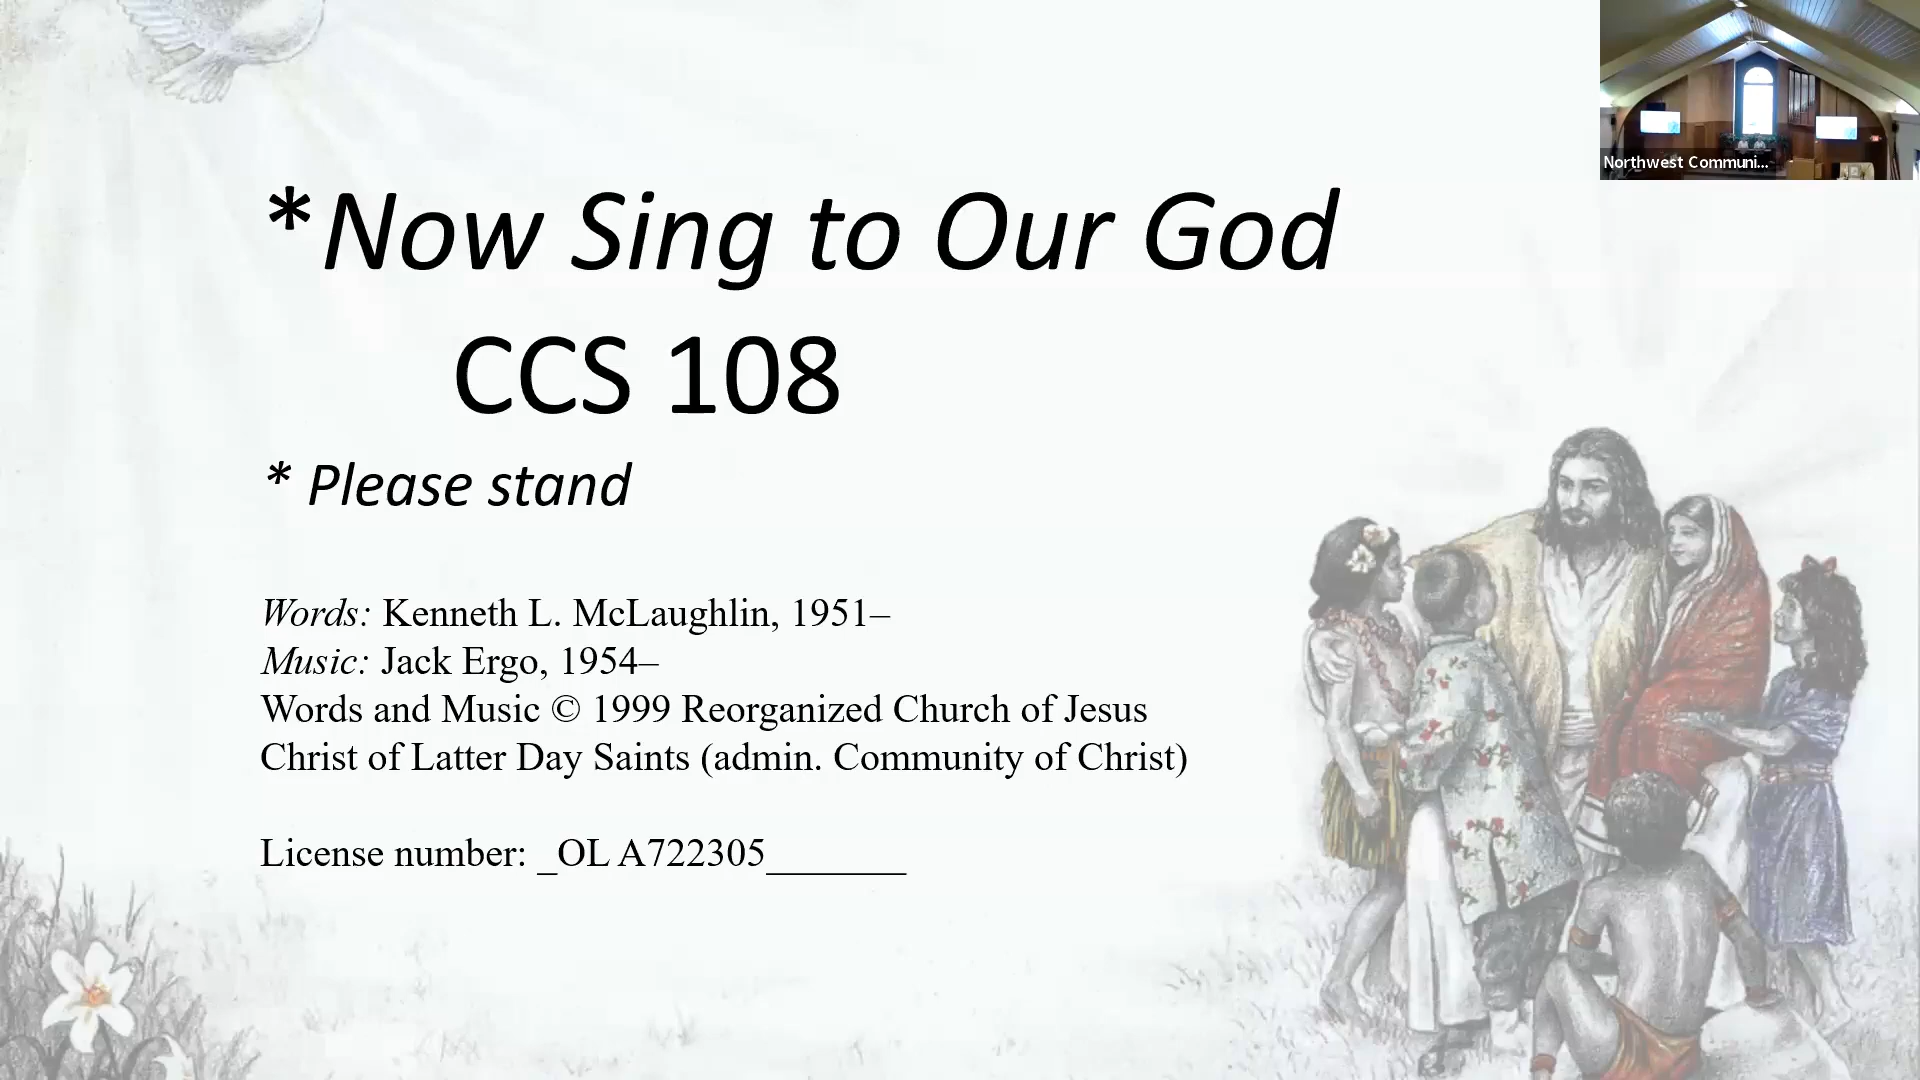 *Now Sing to Our God
CCS 108
* Please stand
Words: Kenneth L. McLaughlin, 1951–
Music: Jack Ergo, 1954–
Words and Music © 1999 Reorganized Church of Jesus
Christ of Latter Day Saints (admin. Community of Christ)
License number: _OL A722305_______
Northwest Communi...